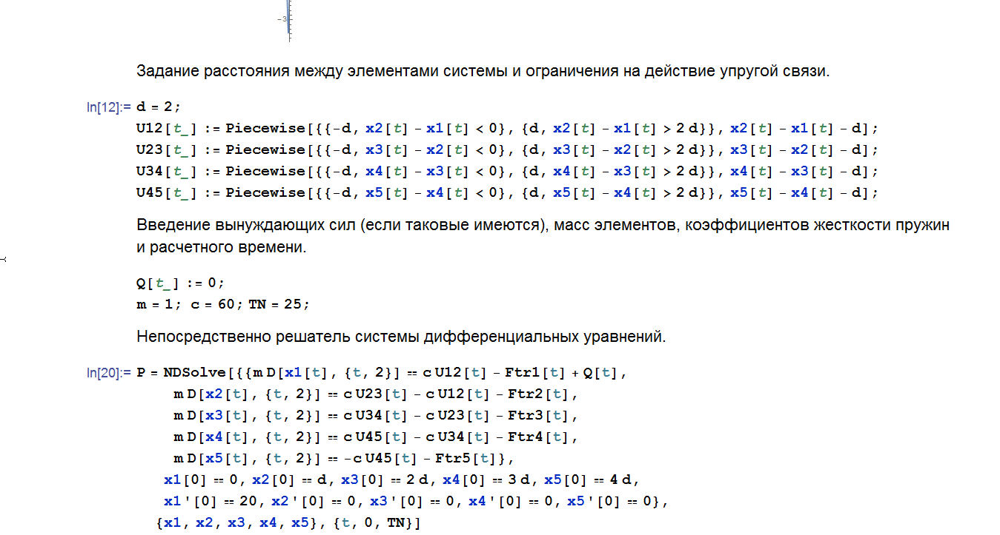 -3
Задание расстояния между элементами системы и ограничения на действие упругой связи.
In[12]:= d = 2;
U12[t_] := Piecewise[{{-d, x2[t] - x1[t] < 0}, {d, x2[t] - x1[t] > 2 d}}, x2[t] - x1[t] - d];
U23[t_] := Piecewise[{{-d, x3[t] - x2[t] < 0}, {d, x3[t] - x2[t] > 2 d}}, x3[t] - x2[t] - d];
U34[t_] := Piecewise[{{-d, x4[t] - x3[t] < 0}, {d, x4[t] - x3[t] > 2 d}}, x4[t] - x3[t] - d];
U45[t_] := Piecewise[{{-d, x5[t] - x4[t] < 0}, {d, x5[t] - x4[t] > 2 d}}, x5[t] - x4[t] - d];
Введение вынуждающих сил (если таковые имеются), масс элементов, коэффициентов жесткости пружин
и расчетного времени.
Q[t_] := 0;
m = 1; c = 60; TN = 25;
Непосредственно решатель системы дифференциальных уравнений.
In[20]:= P = NDSolve[{{m D[x1[t], {t, 2}] == c U12[t] - Ftr1[t] + Q[t],
m D[x2[t], {t, 2}] == c U23[t] - c U12[t] - Ftr2[t],
m D[x3[t], {t, 2}] == c U34[t] - c U23[t] - Ftr3[t],
m D[x4[t], {t, 2}] == c U45[t] - c U34[t] - Ftr4[t],
m D[x5[t], {t, 2}] == -c U45[t] - Ftr5[t]},
x1[0] == 0, x2[0] == d, x3[0] == 2 d, x4[0] == 3 d, x5[0] == 4 d,
x1'[0] == 20, x2'[0] == 0, x3'[0] == 0, x4'[0] == 0, x5'[0] == 0},
{x1, x2, x3, x4, x5}, {t, 0, TN}]